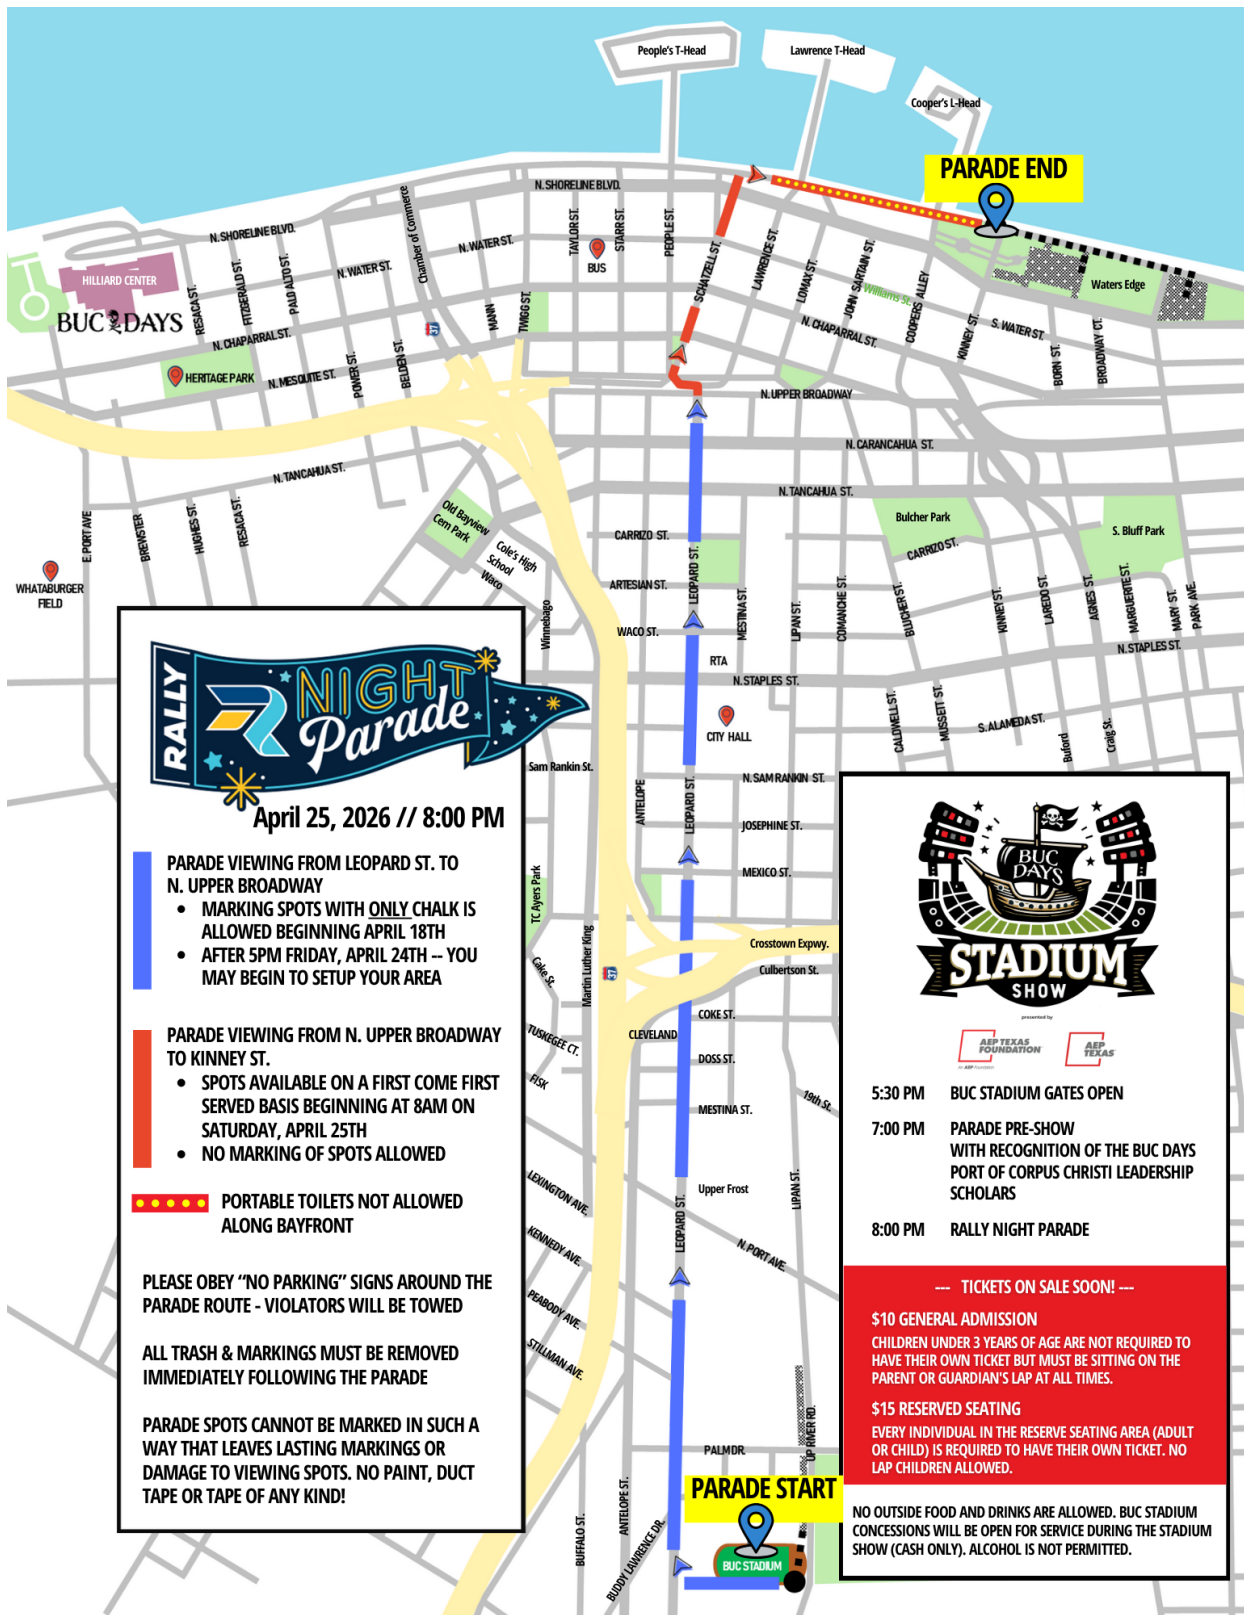 People's T-Head
Lawrence T-Head
Cooper's L-Head
PARADE END
N. SHORELINE BLVD.
N. SHORELINE BLVD.
Chamber of Commerce
TAYLOR ST.
STARR ST.
PEOPLE ST.
N. WATER ST.
N. WATER ST.
BUS
SCHATZELL ST.
LAWRENCE ST.
LOMAX ST.
JOHN SARTAIN ST.
Williams St.
COOPERS ALLEY
Waters Edge
HILLIARD CENTER
BUC DAYS
RESACA ST.
FITZGERALD ST.
PALO ALTO ST.
MANN
TWIGG ST.
37
N. CHAPARRAL ST.
N. CHAPARRAL ST.
KINNEY ST.
S. WATER ST.
BORN ST.
BROADWAY CT.
HERITAGE PARK
N. MESQUITE ST.
POWER ST.
BELDEN ST.
N. UPPER BROADWAY
N. CARANCAHUA ST.
N. TANCAHUA ST.
N. TANCAHUA ST.
E. PORT AVE
BREWSTER
HUGHES ST.
RESACA ST.
Old Bayview
Cem Park
Cole's High
School
Waco
Winnebago
CARRIZO ST.
ARTESIAN ST.
WACO ST.
LEOPARD ST.
MESTINA ST.
LIPAN ST.
COMANCHE ST.
Bulcher Park
CARRIZO ST.
BLUCHER ST.
KINNEY ST.
LAREDO ST.
AGNES ST.
MARGUERITE ST.
MARY ST.
PARK AVE.
S. Bluff Park
WHATABURGER
FIELD
RTA
N. STAPLES ST.
N. STAPLES ST.
CITY HALL
CALDWELL ST.
MUSSETT ST.
S. ALAMEDA ST.
Buford
Craig St.
RALLY
R NIGHT
Parade
April 25, 2026 // 8:00 PM
PARADE VIEWING FROM LEOPARD ST. TO
N. UPPER BROADWAY
• MARKING SPOTS WITH ONLY CHALK IS
ALLOWED BEGINNING APRIL 18TH
• AFTER 5PM FRIDAY, APRIL 24TH -- YOU
MAY BEGIN TO SETUP YOUR AREA
PARADE VIEWING FROM N. UPPER BROADWAY
TO KINNEY ST.
• SPOTS AVAILABLE ON A FIRST COME FIRST
SERVED BASIS BEGINNING AT 8AM ON
SATURDAY, APRIL 25TH
• NO MARKING OF SPOTS ALLOWED
PORTABLE TOILETS NOT ALLOWED
ALONG BAYFRONT
PLEASE OBEY “NO PARKING” SIGNS AROUND THE
PARADE ROUTE - VIOLATORS WILL BE TOWED
ALL TRASH & MARKINGS MUST BE REMOVED
IMMEDIATELY FOLLOWING THE PARADE
PARADE SPOTS CANNOT BE MARKED IN SUCH A
WAY THAT LEAVES LASTING MARKINGS OR
DAMAGE TO VIEWING SPOTS. NO PAINT, DUCT
TAPE OR TAPE OF ANY KIND!
Sam Rankin St.
ANTELOPE
LEOPARD ST.
N. SAM RANKIN ST.
JOSEPHINE ST.
MEXICO ST.
TC Ayers Park
Martin Luther King
Cake St.
37
Crosstown Expwy.
Culbertson St.
TUSKEGEE CT.
FISK
CLEVELAND
COKE ST.
DOSS ST.
MESTINA ST.
19th St.
LEXINGTON AVE.
KENNEDY AVE.
PEABODY AVE.
STILLMAN AVE.
Upper Frost
LEOPARD ST.
N. PORT AVE.
LIPAN ST.
PALM DR.
UP RIVER RD.
PARADE START
BUC STADIUM
BUFFALO ST.
ANTELOPE ST.
BUDDY LAWRENCE DR.
BUC
DAYS
STADIUM
SHOW
presented by
AEP TEXAS
FOUNDATION
An AEP Foundation
AEP
TEXAS
5:30 PM BUC STADIUM GATES OPEN
7:00 PM PARADE PRE-SHOW
WITH RECOGNITION OF THE BUC DAYS
PORT OF CORPUS CHRISTI LEADERSHIP
SCHOLARS
8:00 PM RALLY NIGHT PARADE
--- TICKETS ON SALE SOON! ---
$10 GENERAL ADMISSION
CHILDREN UNDER 3 YEARS OF AGE ARE NOT REQUIRED TO
HAVE THEIR OWN TICKET BUT MUST BE SITTING ON THE
PARENT OR GUARDIAN'S LAP AT ALL TIMES.
$15 RESERVED SEATING
EVERY INDIVIDUAL IN THE RESERVE SEATING AREA (ADULT
OR CHILD) IS REQUIRED TO HAVE THEIR OWN TICKET. NO
LAP CHILDREN ALLOWED.
NO OUTSIDE FOOD AND DRINKS ARE ALLOWED. BUC STADIUM
CONCESSIONS WILL BE OPEN FOR SERVICE DURING THE STADIUM
SHOW (CASH ONLY). ALCOHOL IS NOT PERMITTED.